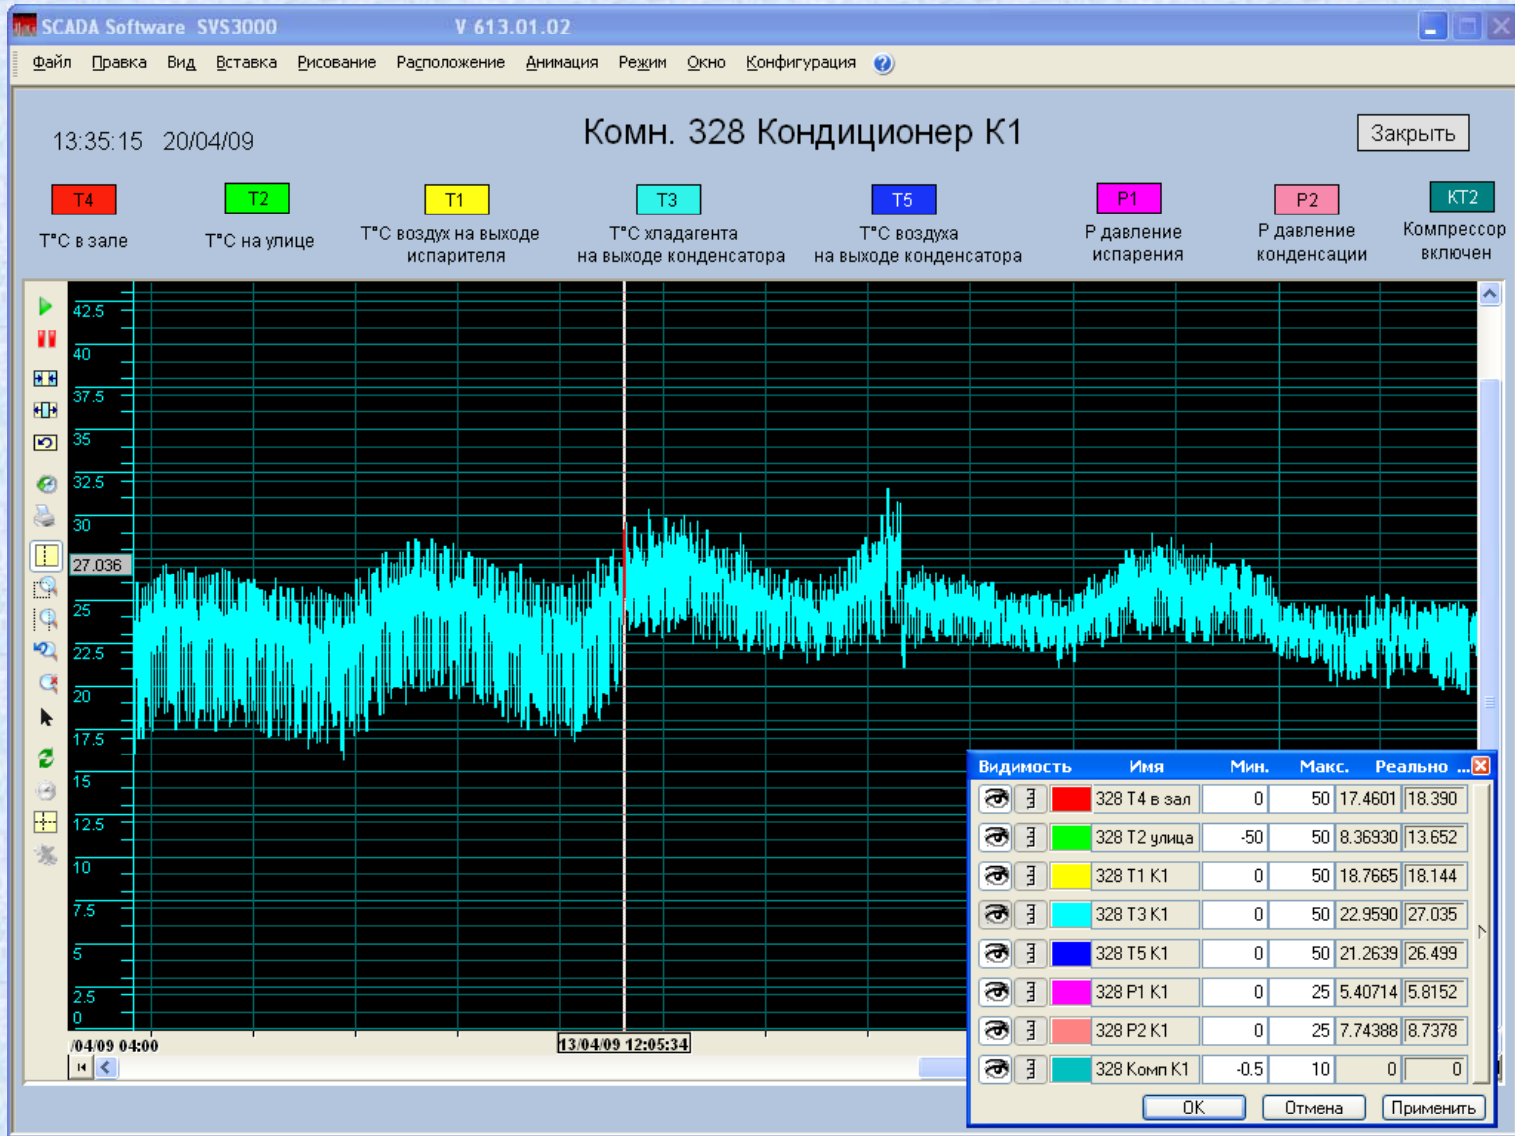 SCADA Software SVS3000 V 613.01.02
Файл Правка Вид Вставка Рисование Расположение Анимация Режим Окно Конфигурация ?
13:35:15 20/04/09 Комн. 328 Кондиционер К1 Закрыть
T4 T2 T1 T3 T5 P1 P2 KT2
T°C в зале
T°C на улице
T°C воздух на выходе
испарителя
T°C хладагента
на выходе конденсатора
T°C воздуха
на выходе конденсатора
Р давление
испарения
Р давление
конденсации
Компрессор
включен
42.5
40
37.5
35
32.5
30
27.036
25
22.5
20
17.5
15
12.5
10
7.5
5
2.5
0
/04/09 04:00 13/04/09 12:05:34
Видимость Имя Мин. Макс. Реально ...
328 T4 в зал 0 50 17.4601 18.390
328 T2 улица -50 50 8.36930 13.652
328 T1 K1 0 50 18.7665 18.144
328 T3 K1 0 50 22.9590 27.035
328 T5 K1 0 50 21.2639 26.499
328 P1 K1 0 25 5.40714 5.8152
328 P2 K1 0 25 7.74388 8.7378
328 Комп K1 -0.5 10 0 0
OK Отмена Применить